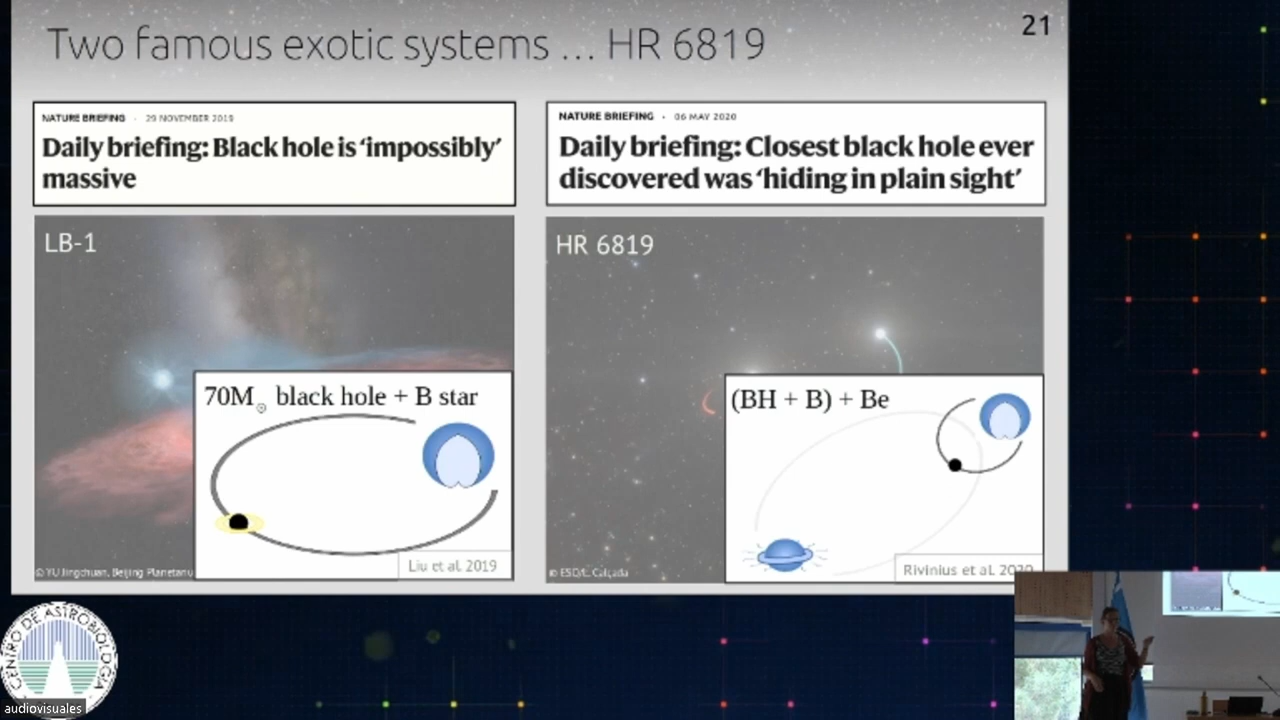 Two famous exotic systems ... HR 6819
21
NATURE BRIEFING · 29 NOVEMBER 2019
Daily briefing: Black hole is ‘impossibly’
massive
NATURE BRIEFING · 06 MAY 2020
Daily briefing: Closest black hole ever
discovered was ‘hiding in plain sight’
LB-1
70M☉ black hole + B star
Liu et al. 2019
© YU Jingchuan, Beijing Planetariu
HR 6819
(BH + B) + Be
Rivinius et al. 2020
© ESO/L. Calçada
CENTRO DE ASTROBIOLOGIA
audiovisuales